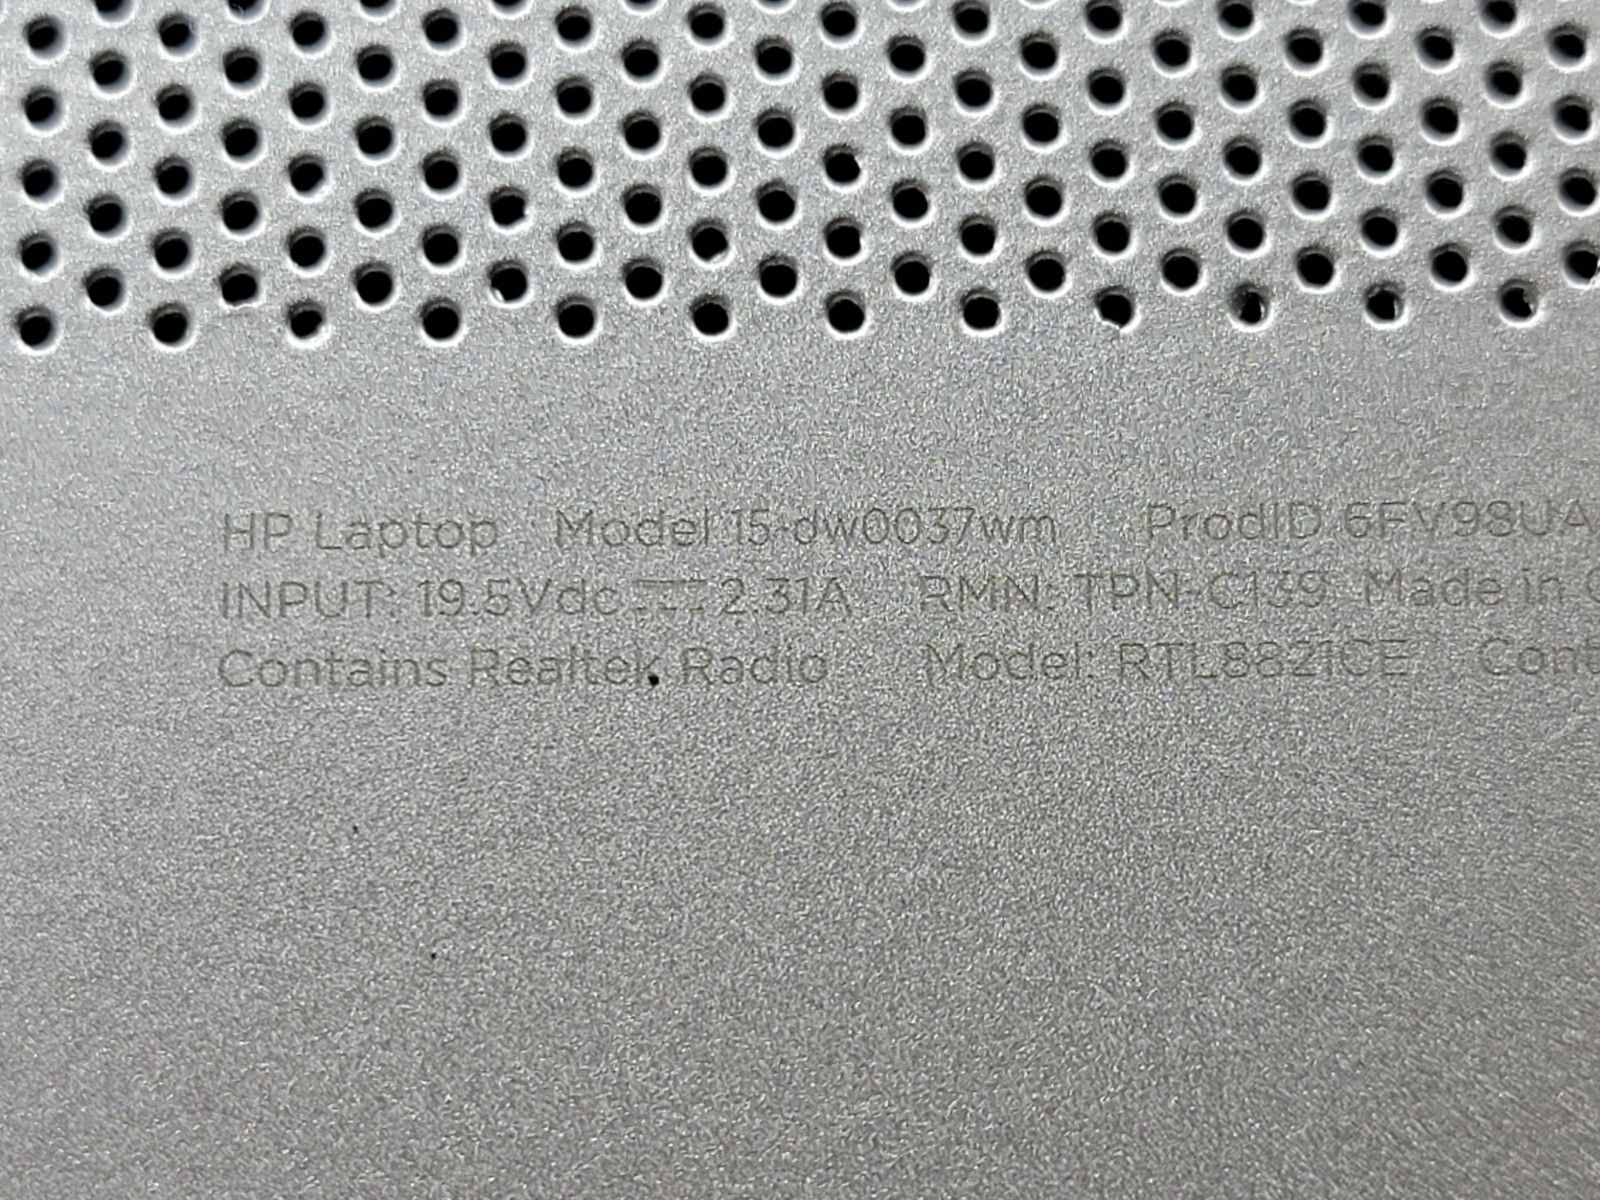 HP Laptop Model 15-dw0037wm ProdID 6FV98UA
INPUT: 19.5Vdc ⎓ 2.31A RMN: TPN-C139 Made in
Contains Realtek Radio Model: RTL8821CE